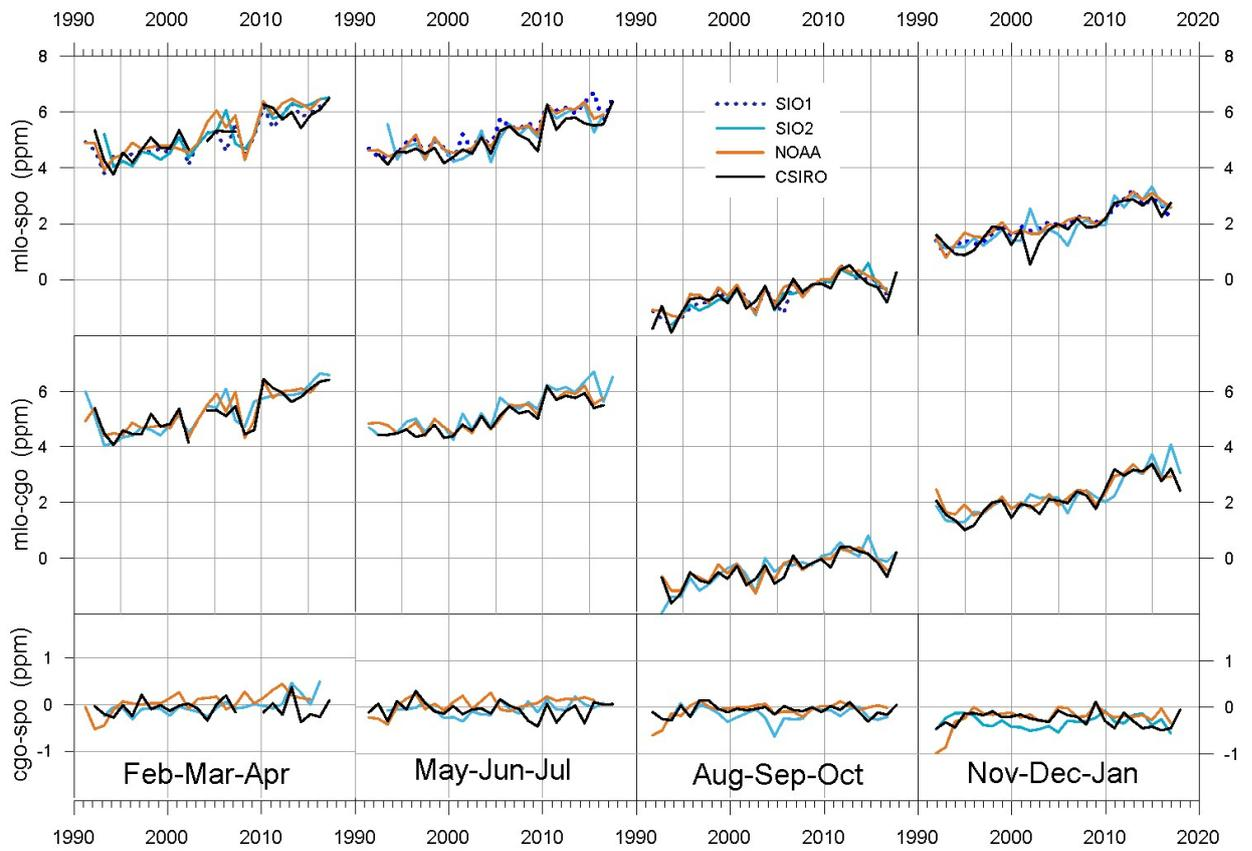 1990 2000 2010 1990 2000 2010 1990 2000 2010 1990 2000 2010 2020
8 8
6 6
4 4
2 2
0 0
mlo-spo (ppm)
SIO1
SIO2
NOAA
CSIRO
6 6
4 4
2 2
0 0
mlo-cgo (ppm)
1 1
0 0
-1 -1
cgo-spo (ppm)
Feb-Mar-Apr May-Jun-Jul Aug-Sep-Oct Nov-Dec-Jan
1990 2000 2010 1990 2000 2010 1990 2000 2010 1990 2000 2010 2020